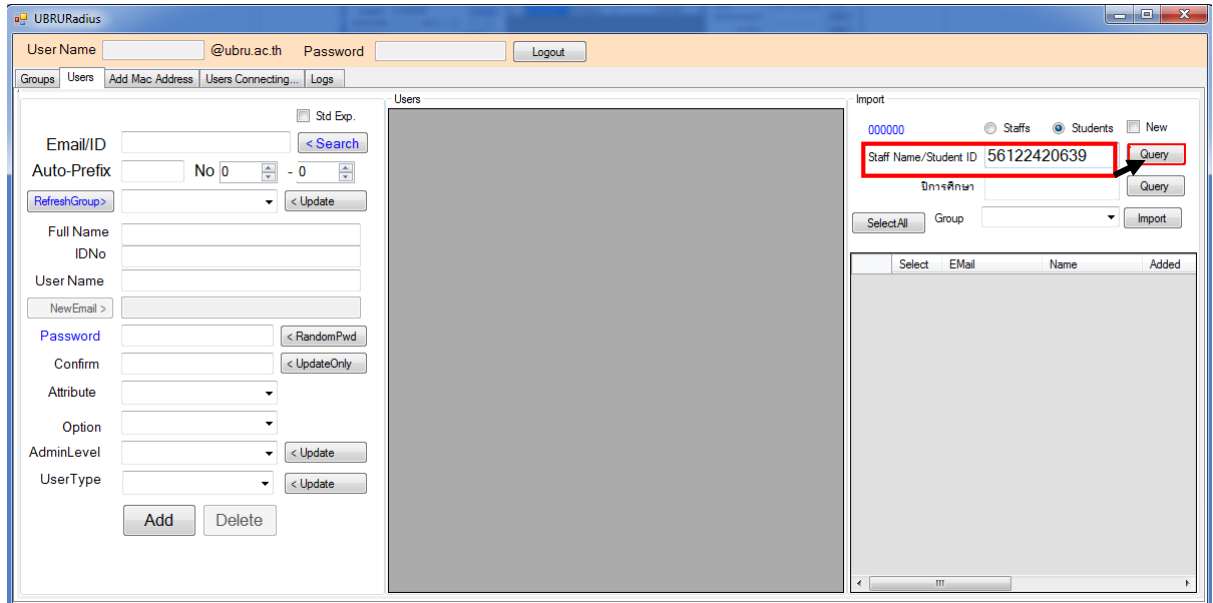 UBRURadius
User Name @ubru.ac.th Password Logout
Groups Users Add Mac Address Users Connecting... Logs
Std Exp.
Email/ID < Search
Auto-Prefix No 0 - 0
RefreshGroup> < Update
Full Name
IDNo
User Name
NewEmail >
Password < RandomPwd
Confirm < UpdateOnly
Attribute
Option
AdminLevel < Update
UserType < Update
Add Delete
Users
Import
000000 Staffs Students New
Staff Name/Student ID 56122420639 Query
ปีการศึกษา Query
SelectAll Group Import
Select EMail Name Added